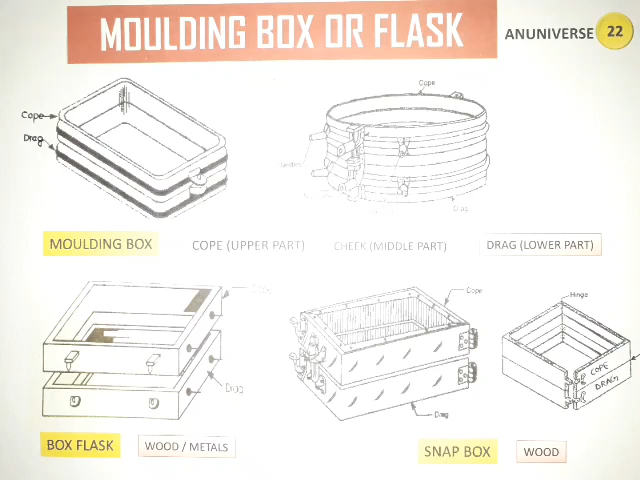 MOULDING BOX OR FLASK
ANUNIVERSE 22
Cope
Drag
Cope
Drag
MOULDING BOX
COPE (UPPER PART)
CHEEK (MIDDLE PART)
DRAG (LOWER PART)
Drag
Cope
Drag
Hinge
COPE
DRAG
BOX FLASK
WOOD / METALS
SNAP BOX
WOOD